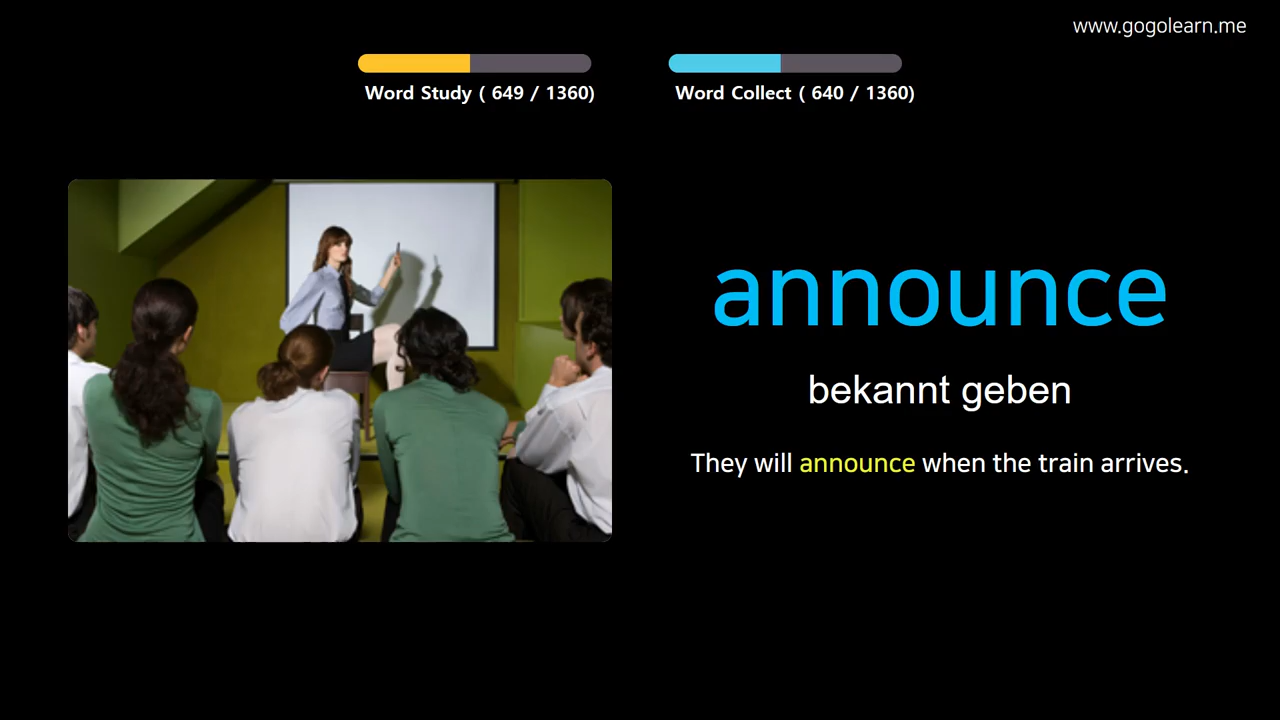 www.gogolearn.me
Word Study ( 649 / 1360)
Word Collect ( 640 / 1360)
announce
bekannt geben
They will announce when the train arrives.